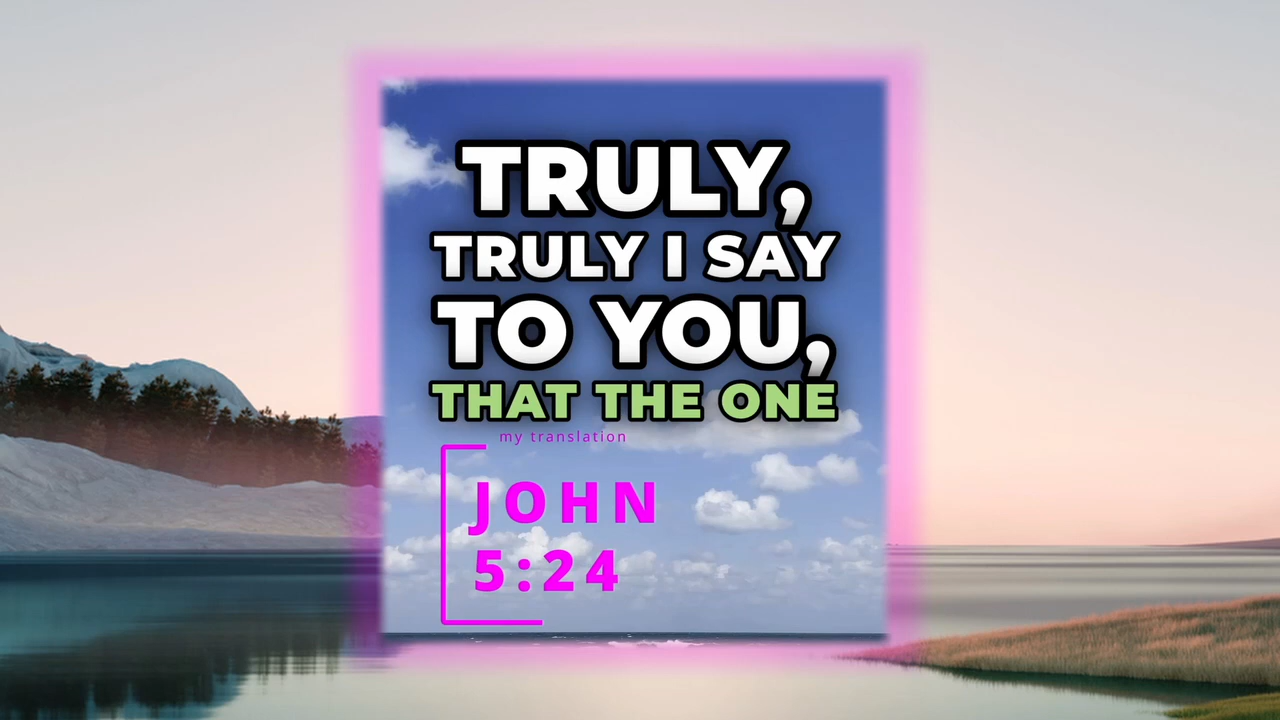 TRULY,
TRULY I SAY
TO YOU,
THAT THE ONE
my translation
JOHN
5:24